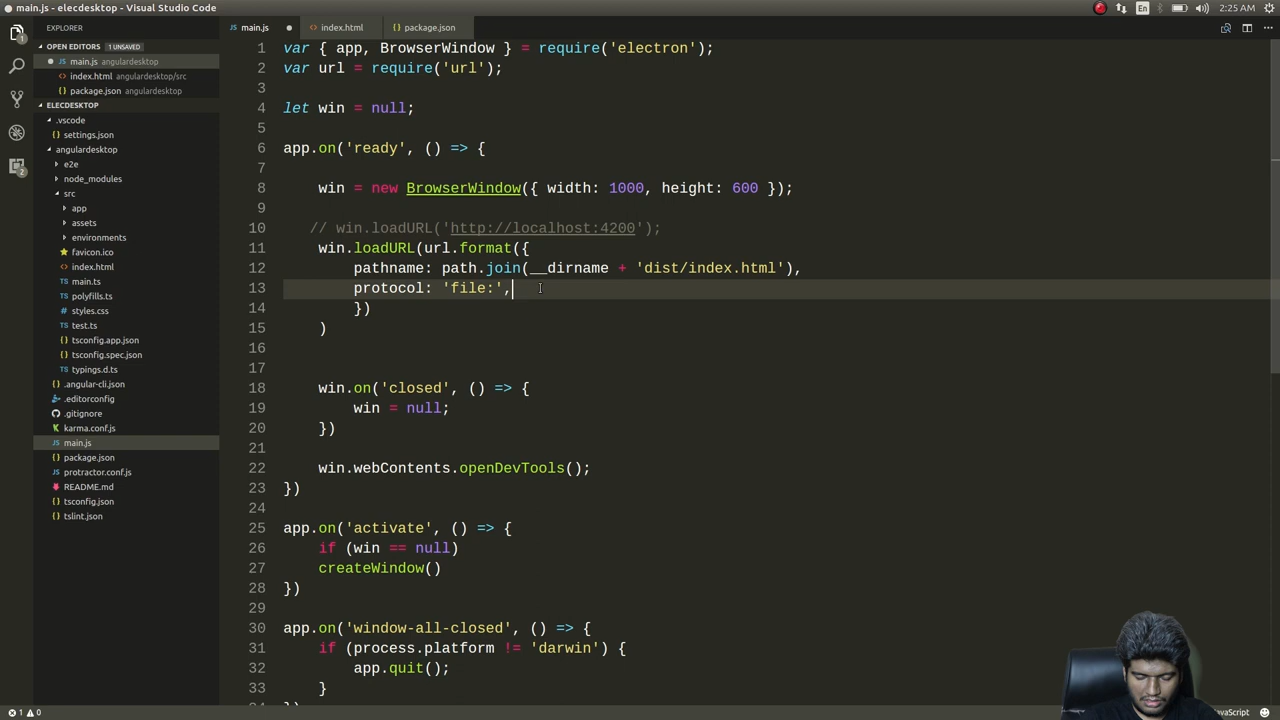 main.js - elecdesktop - Visual Studio Code
En
2:25 AM
EXPLORER
main.js
index.html
package.json
OPEN EDITORS
1 UNSAVED
main.js angulardesktop
index.html angulardesktop/src
package.json angulardesktop
ELECDESKTOP
.vscode
settings.json
angulardesktop
e2e
node_modules
src
app
assets
environments
favicon.ico
index.html
main.ts
polyfills.ts
styles.css
test.ts
tsconfig.app.json
tsconfig.spec.json
typings.d.ts
.angular-cli.json
.editorconfig
.gitignore
karma.conf.js
main.js
package.json
protractor.conf.js
README.md
tsconfig.json
tslint.json
1
2
1 var { app, BrowserWindow } = require('electron');
2 var url = require('url');
3
4 let win = null;
5
6 app.on('ready', () => {
7
8 win = new BrowserWindow({ width: 1000, height: 600 });
9
10 // win.loadURL('http://localhost:4200');
11 win.loadURL(url.format({
12 pathname: path.join(__dirname + 'dist/index.html'),
13 protocol: 'file:',
14 })
15 )
16
17
18 win.on('closed', () => {
19 win = null;
20 })
21
22 win.webContents.openDevTools();
23 })
24
25 app.on('activate', () => {
26 if (win == null)
27 createWindow()
28 })
29
30 app.on('window-all-closed', () => {
31 if (process.platform != 'darwin') {
32 app.quit();
33 }
1 0
JavaScript